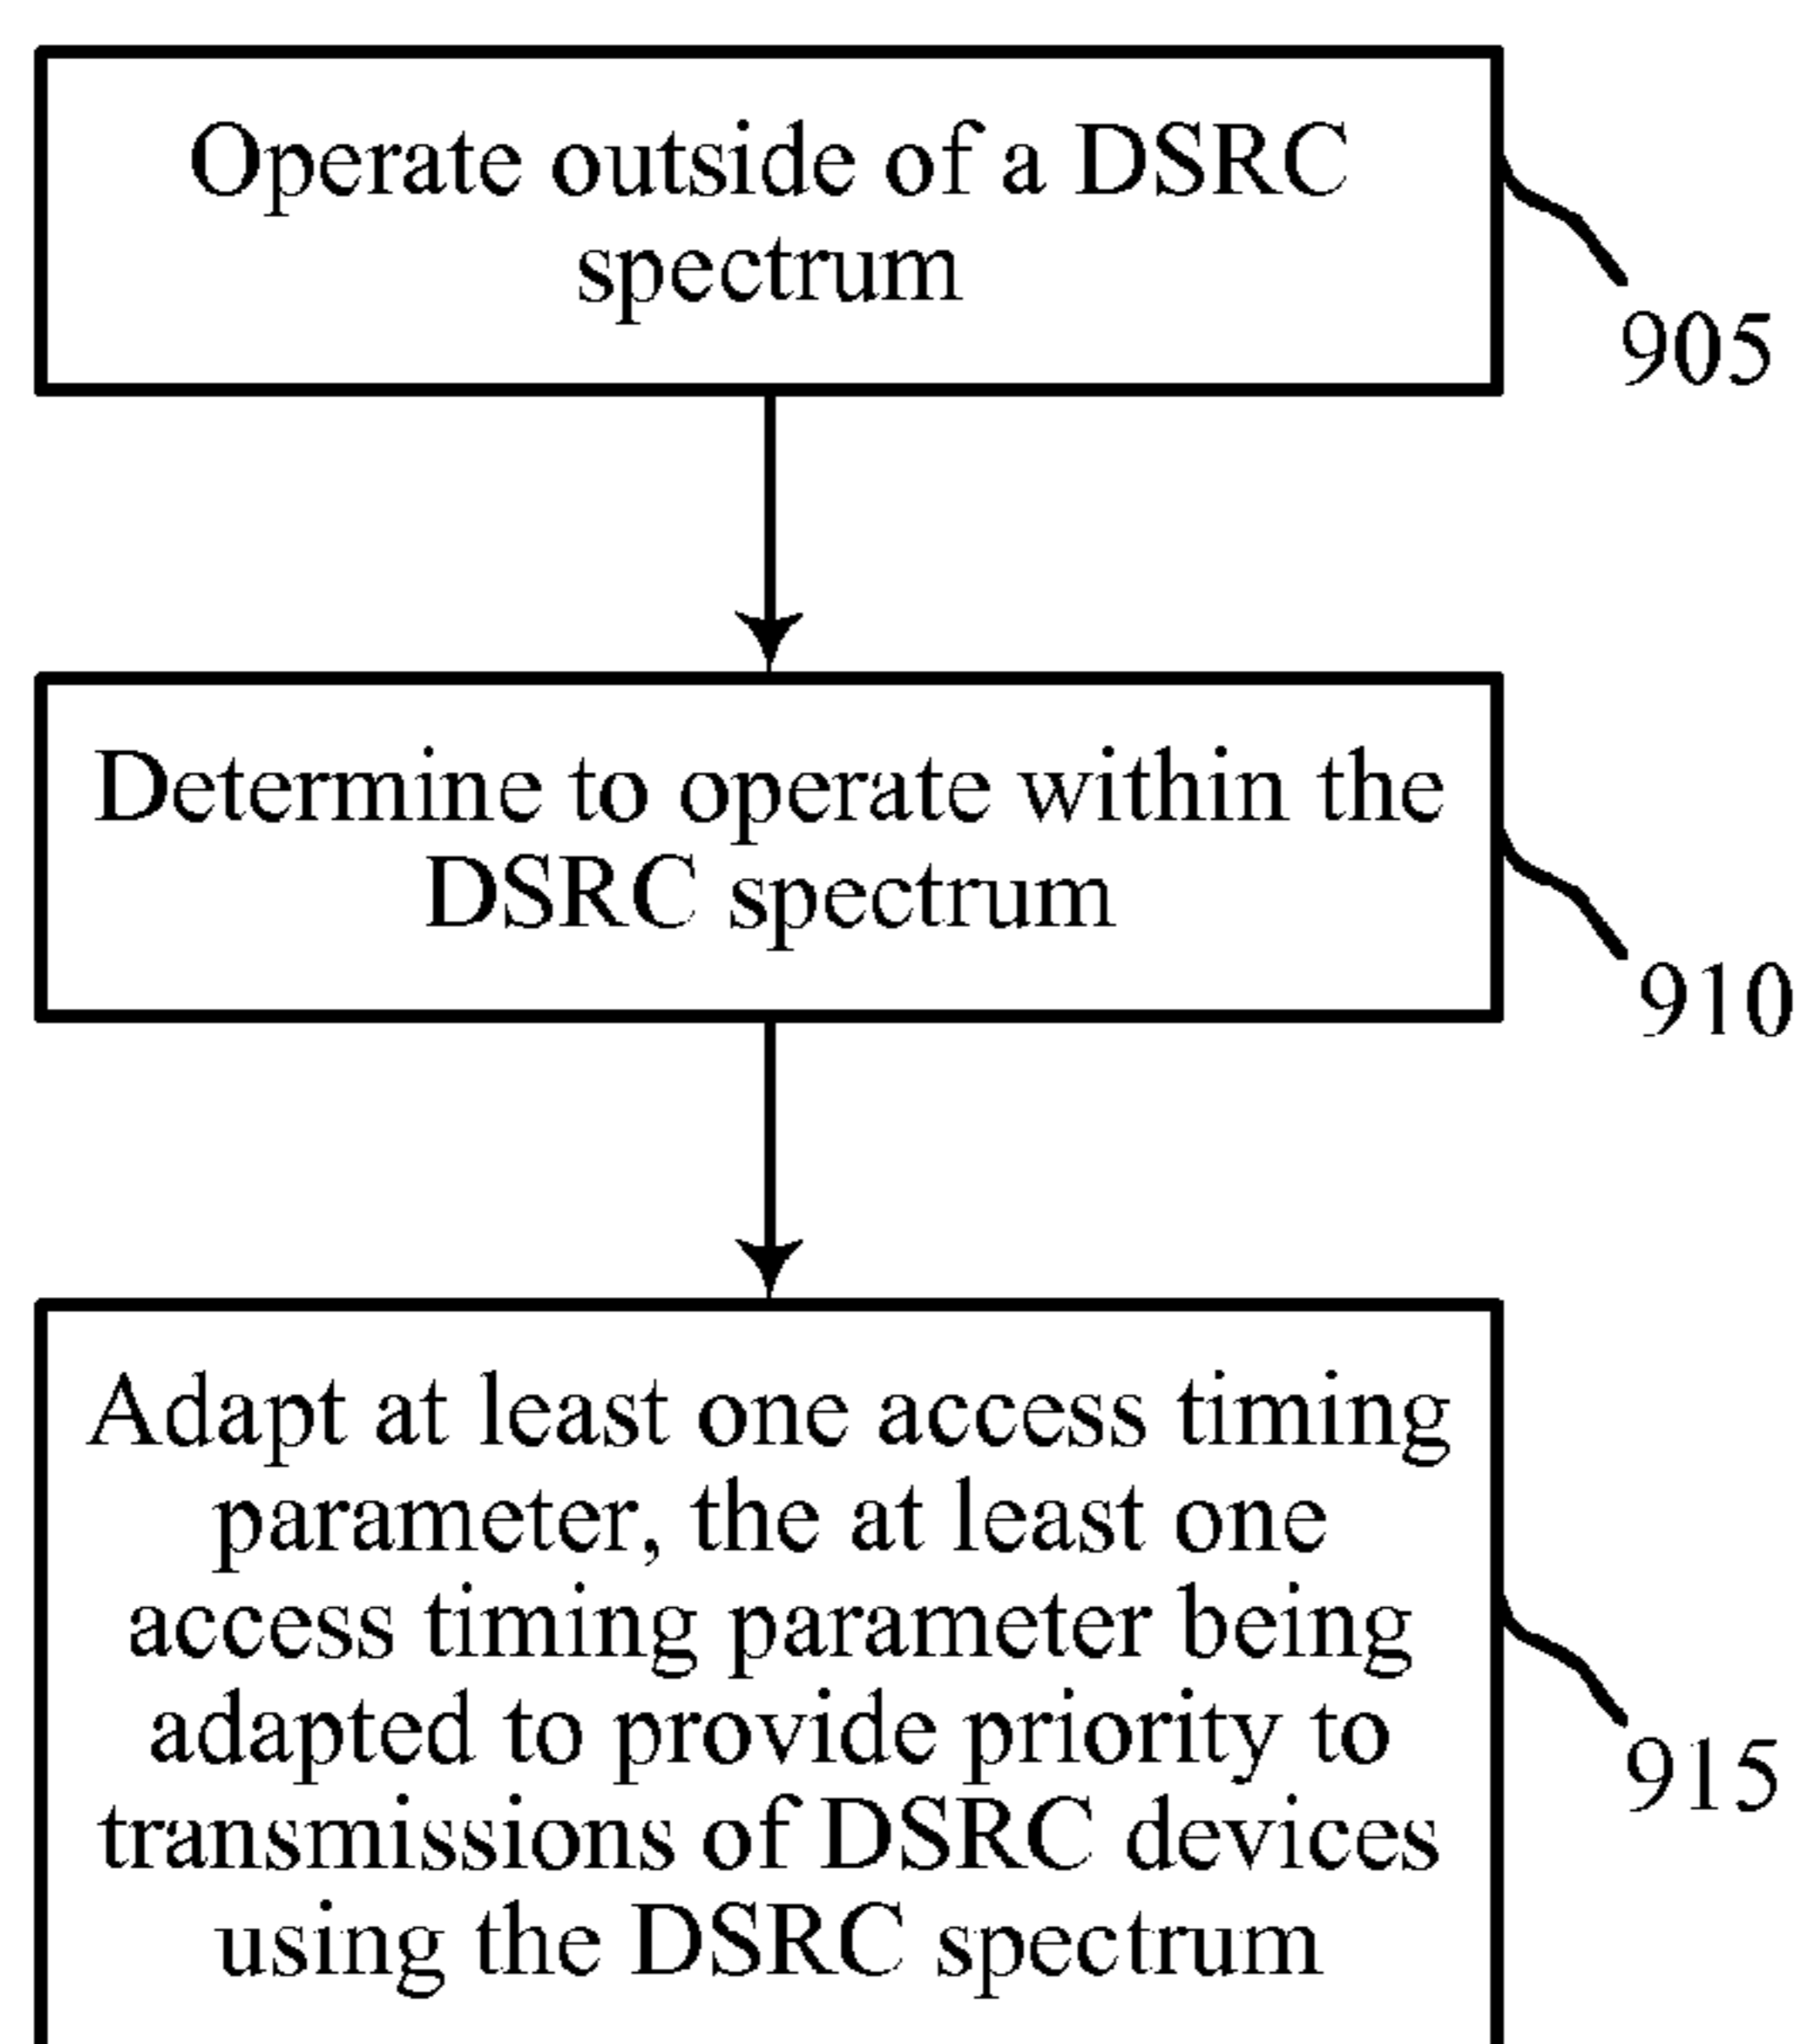 Operate outside of a DSRC
spectrum
905
Determine to operate within the
DSRC spectrum
910
Adapt at least one access timing
parameter, the at least one
access timing parameter being
adapted to provide priority to
transmissions of DSRC devices
using the DSRC spectrum
915